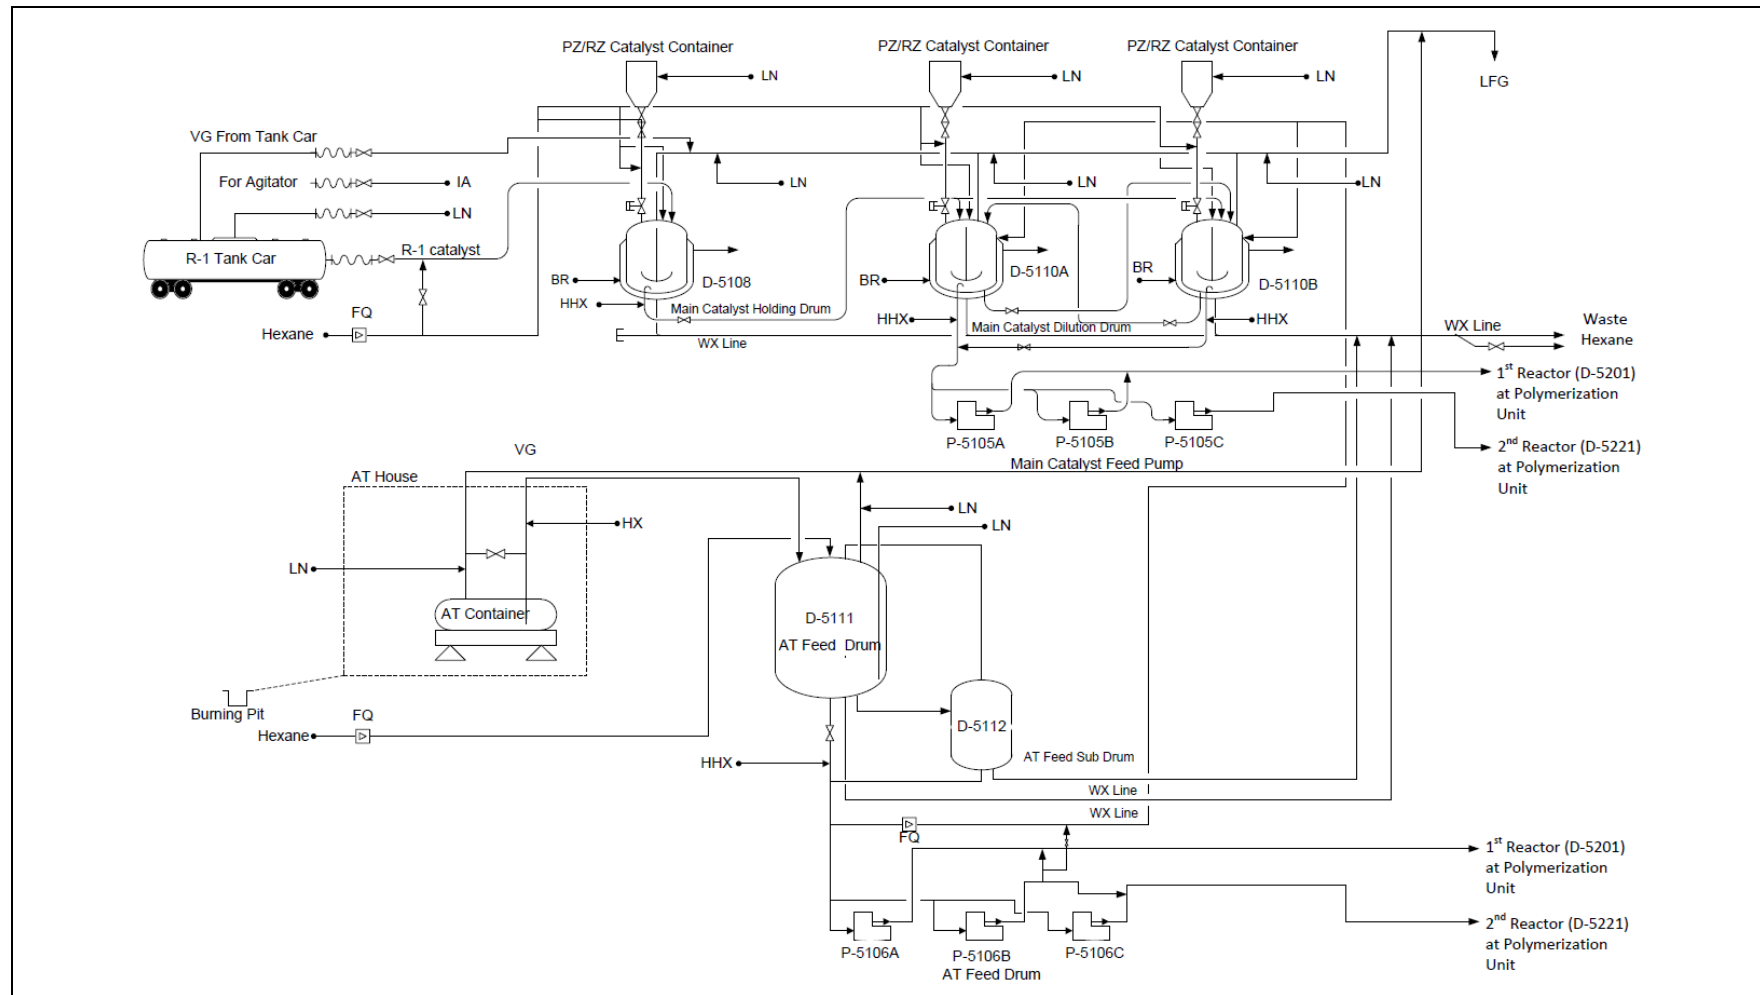 PZ/RZ Catalyst Container
PZ/RZ Catalyst Container
PZ/RZ Catalyst Container
LN
LN
LN
LFG
VG From Tank Car
For Agitator
IA
LN
LN
LN
LN
R-1 Tank Car
R-1 catalyst
BR
D-5108
BR
D-5110A
BR
D-5110B
HHX
Main Catalyst Holding Drum
FQ
Hexane
HHX
Main Catalyst Dilution Drum
HHX
WX Line
WX Line
Waste
Hexane
1st Reactor (D-5201)
at Polymerization
Unit
P-5105A
P-5105B
P-5105C
Main Catalyst Feed Pump
2nd Reactor (D-5221)
at Polymerization
Unit
VG
AT House
HX
LN
LN
LN
AT Container
D-5111
AT Feed Drum
Burning Pit
FQ
Hexane
D-5112
AT Feed Sub Drum
HHX
WX Line
WX Line
FQ
1st Reactor (D-5201)
at Polymerization
Unit
P-5106A
P-5106B
P-5106C
AT Feed Drum
2nd Reactor (D-5221)
at Polymerization
Unit